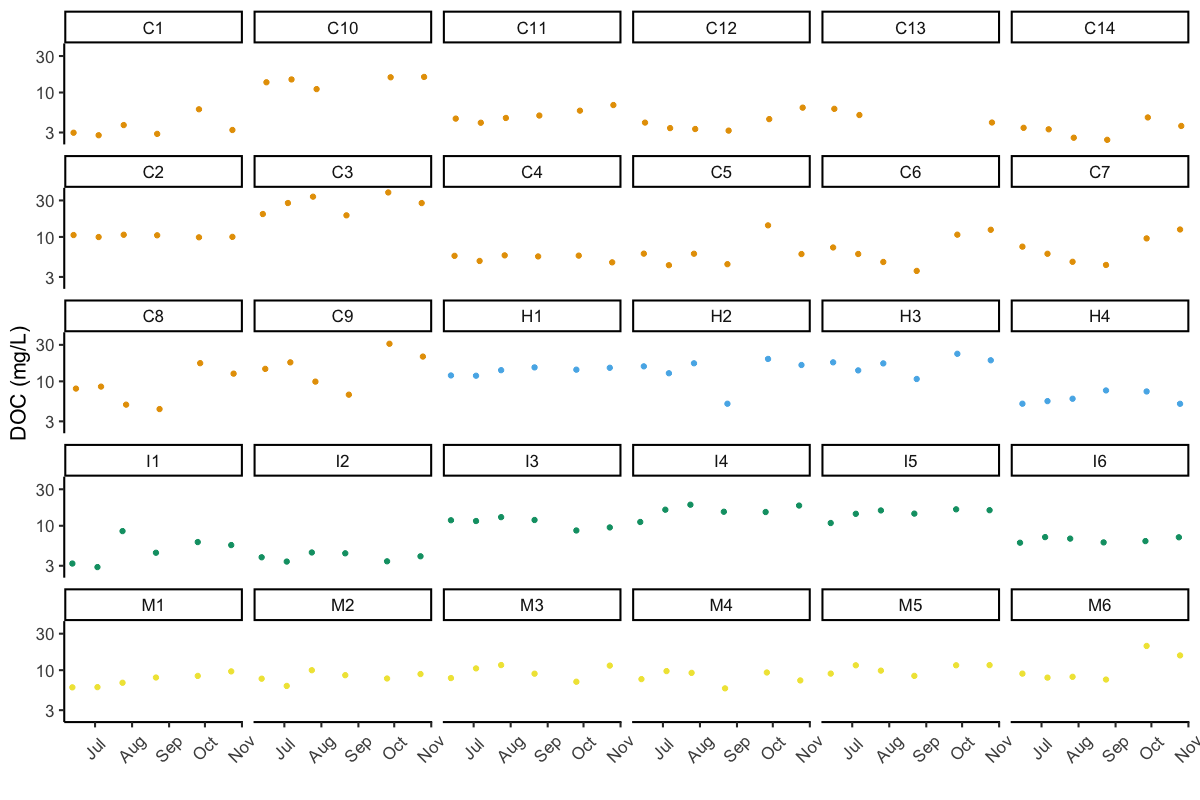 C1 C10 C11 C12 C13 C14
30
10
3
C2 C3 C4 C5 C6 C7
30
10
3
C8 C9 H1 H2 H3 H4
30
10
3
DOC (mg/L)
I1 I2 I3 I4 I5 I6
30
10
3
M1 M2 M3 M4 M5 M6
30
10
3
Jul Aug Sep Oct Nov Jul Aug Sep Oct Nov Jul Aug Sep Oct Nov Jul Aug Sep Oct Nov Jul Aug Sep Oct Nov Jul Aug Sep Oct Nov